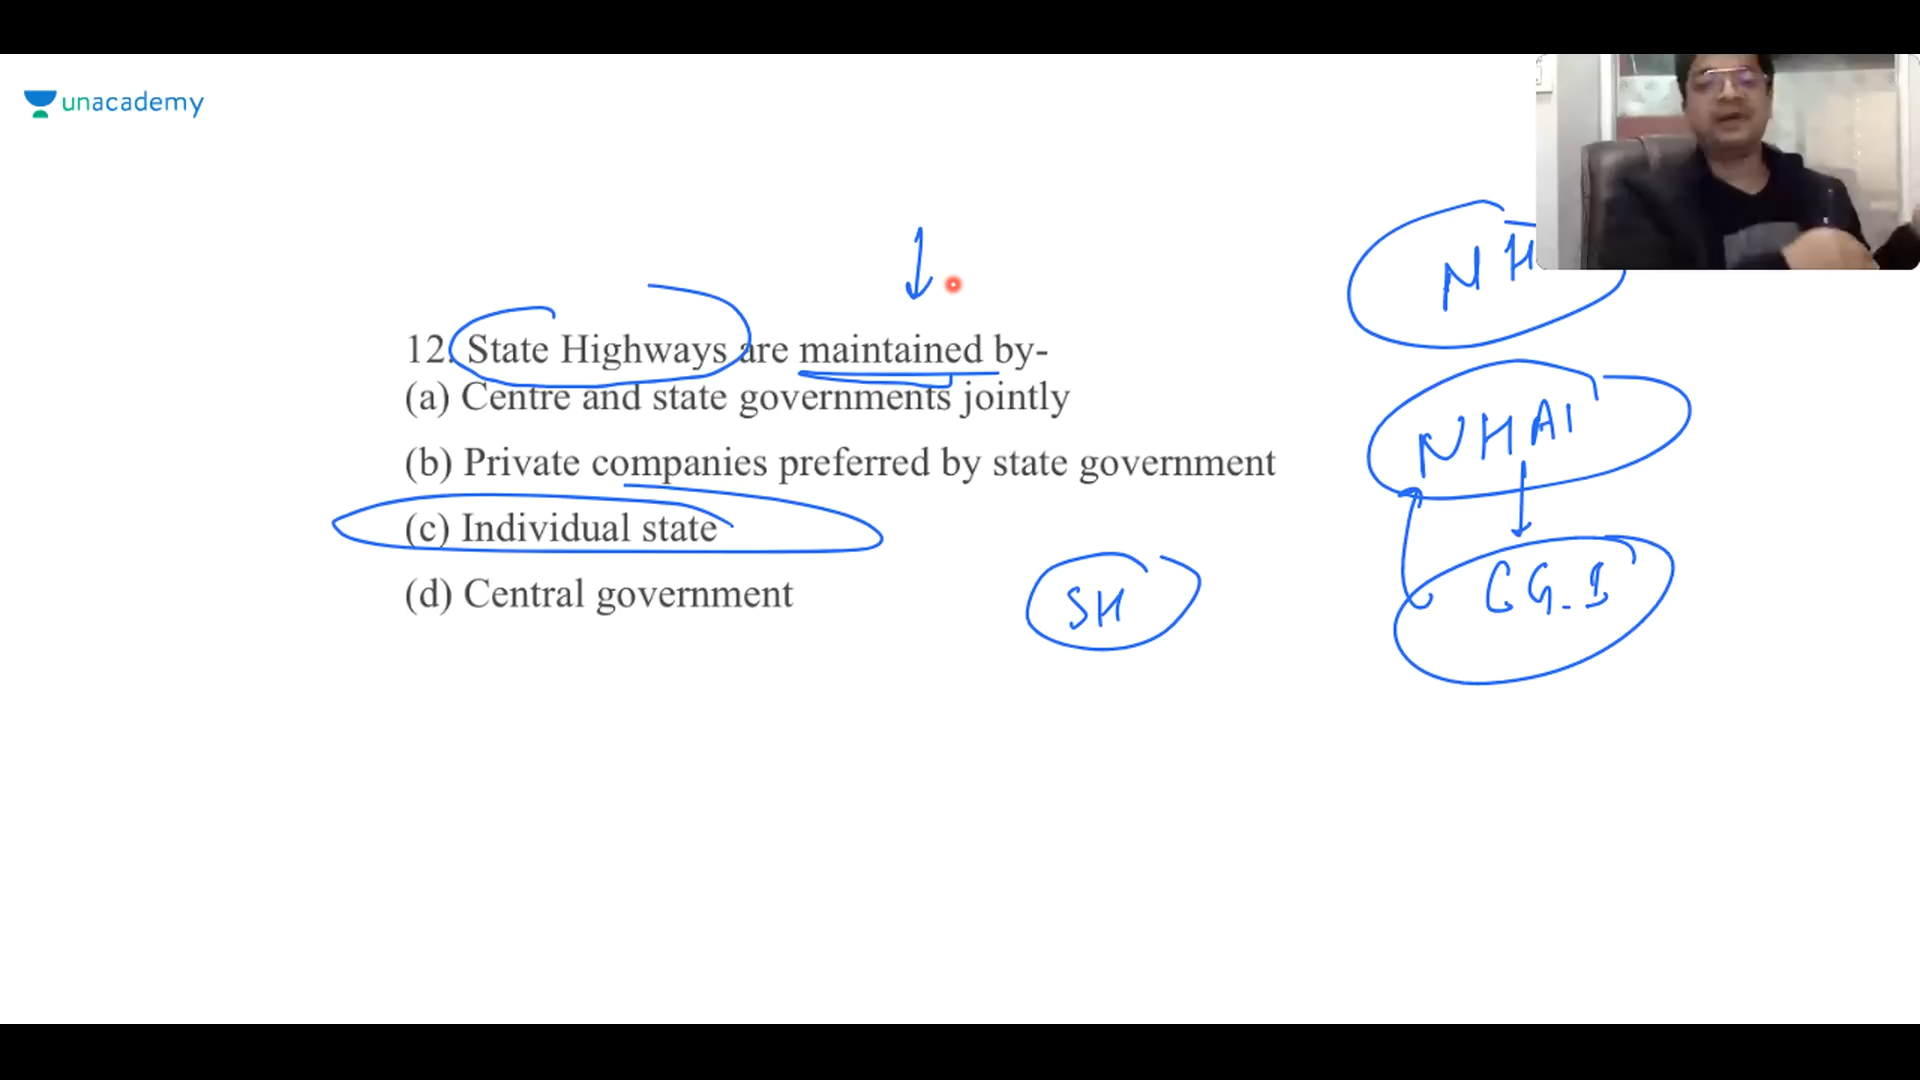 unacademy
NH
12. State Highways are maintained by-
(a) Centre and state governments jointly
NHAI
(b) Private companies preferred by state government
(c) Individual state
(d) Central government
SH
C G. I